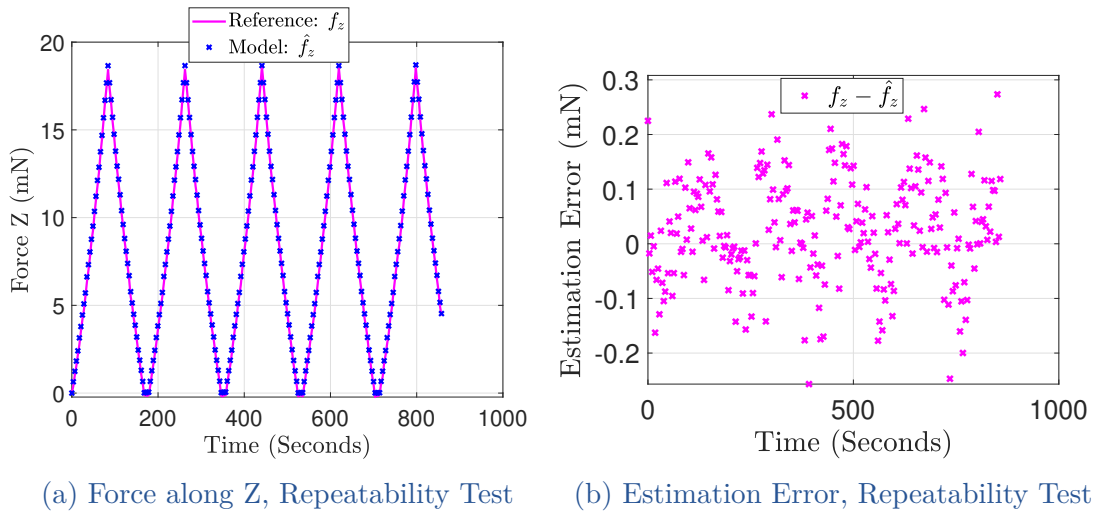 Reference: f_z
Model: f̂_z
20
15
10
5
0
Force Z (mN)
0 200 400 600 800 1000
Time (Seconds)
(a) Force along Z, Repeatability Test
f_z − f̂_z
0.3
0.2
0.1
0
-0.1
-0.2
Estimation Error (mN)
0 500 1000
Time (Seconds)
(b) Estimation Error, Repeatability Test